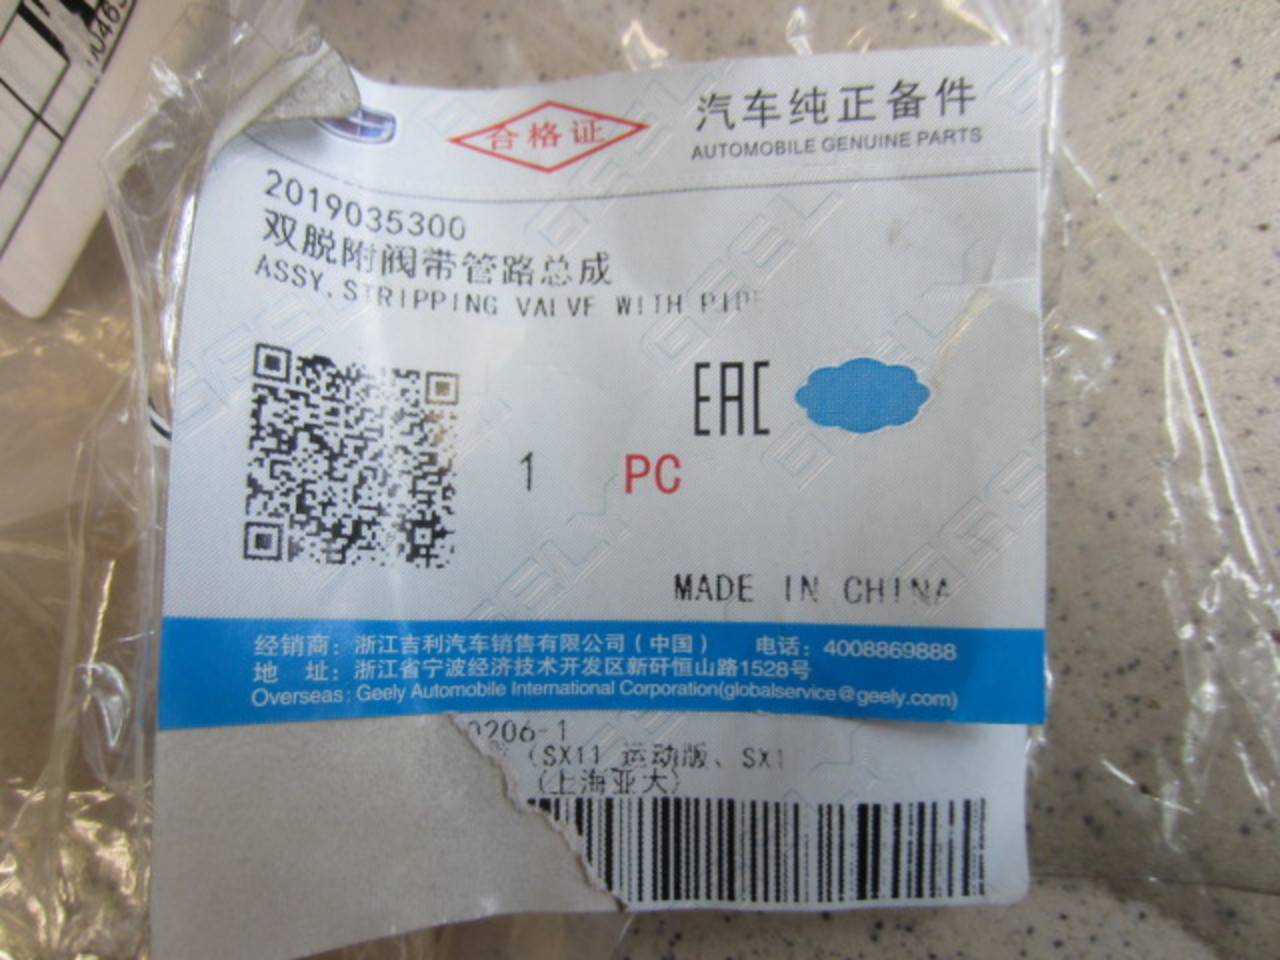 合格证
汽车纯正备件
AUTOMOBILE GENUINE PARTS
2019035300
双脱附阀带管路总成
ASSY.STRIPPING VALVE WITH PIPE
EAC
1 PC
MADE IN CHINA
经销商：浙江吉利汽车销售有限公司（中国） 电话：4008869888
地 址：浙江省宁波经济技术开发区新矸恒山路1528号
Overseas: Geely Automobile International Corporation(globalservice@geely.com)
0206-1
(SX11 运动版、SX1
(上海亚大)